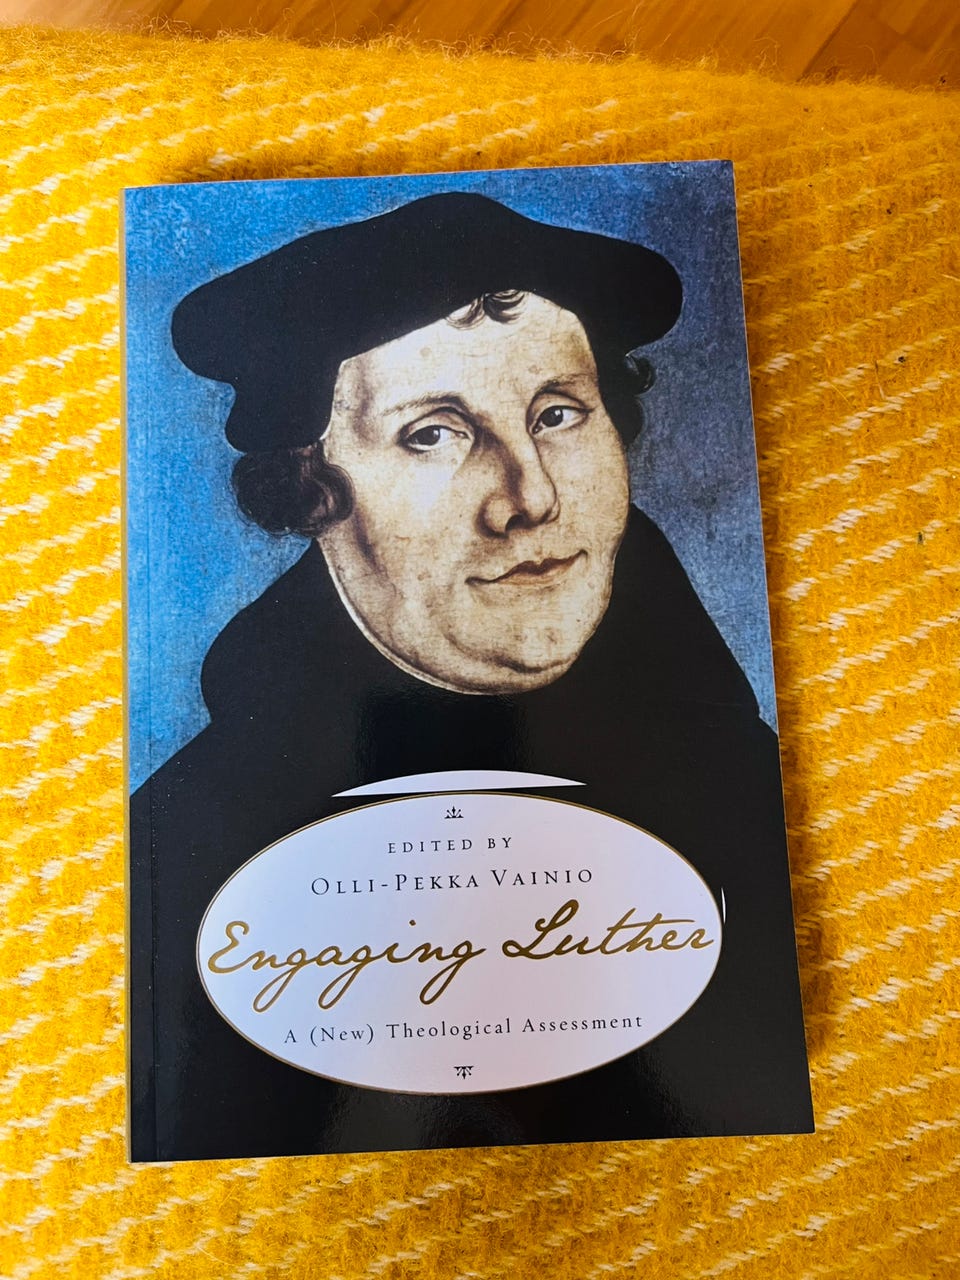 EDITED BY
OLLI-PEKKA VAINIO
Engaging Luther
A (New) Theological Assessment